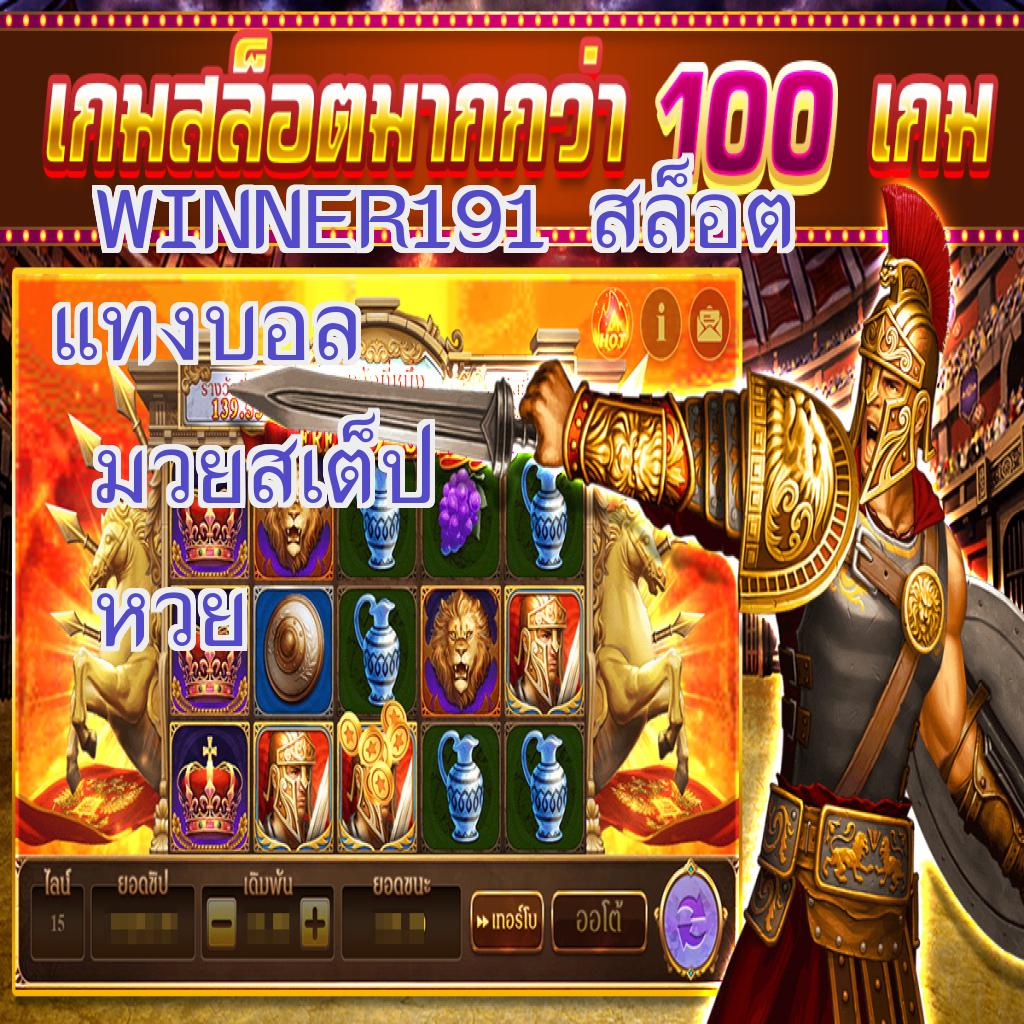 เกมสล็อตมากกว่า 100 เกม
WINNER191 สล็อต
แทงบอล
HOT
i
139.
มวยสเต็ป
หวย
ไลน์ ยอดชิป เดิมพัน ยอดชนะ
15 - + เทอร์โบ ออโต้